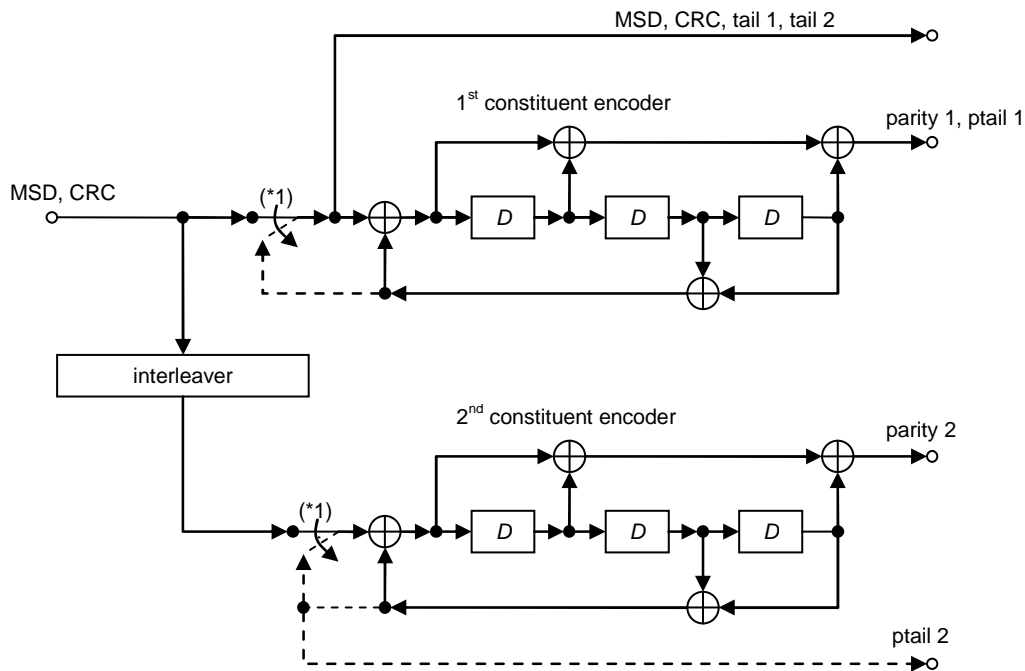 MSD, CRC, tail 1, tail 2
1st constituent encoder
parity 1, ptail 1
MSD, CRC
(*1)
D
D
D
interleaver
2nd constituent encoder
parity 2
(*1)
D
D
D
ptail 2